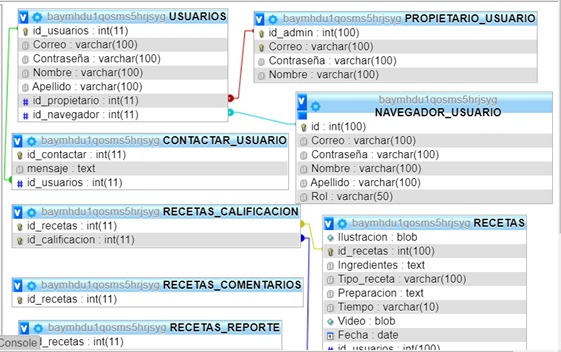 baymhdu1qosms5hrjsyg USUARIOS
id_usuarios : int(11)
Correo : varchar(100)
Contraseña : varchar(100)
Nombre : varchar(100)
Apellido : varchar(100)
# id_propietario : int(11)
# id_navegador : int(11)
baymhdu1qosms5hrjsyg PROPIETARIO_USUARIO
id_admin : int(100)
Correo : varchar(100)
Contraseña : varchar(100)
Nombre : varchar(100)
baymhdu1qosms5hrjsyg
NAVEGADOR_USUARIO
id : int(100)
Correo : varchar(100)
Contraseña : varchar(100)
Nombre : varchar(100)
Apellido : varchar(100)
Rol : varchar(50)
baymhdu1qosms5hrjsyg CONTACTAR_USUARIO
id_contactar : int(11)
mensaje : text
# id_usuarios : int(11)
baymhdu1qosms5hrjsyg RECETAS_CALIFICACION
id_recetas : int(11)
id_calificacion : int(11)
baymhdu1qosms5hrjsyg RECETAS
Ilustracion : blob
id_recetas : int(100)
Ingredientes : text
Tipo_receta : varchar(100)
Preparacion : text
Tiempo : varchar(10)
Video : blob
Fecha : date
# id_usuarios : int(100)
baymhdu1qosms5hrjsyg RECETAS_COMENTARIOS
id_recetas : int(11)
baymhdu1qosms5hrjsyg RECETAS_REPORTE
Console
id_recetas : int(11)